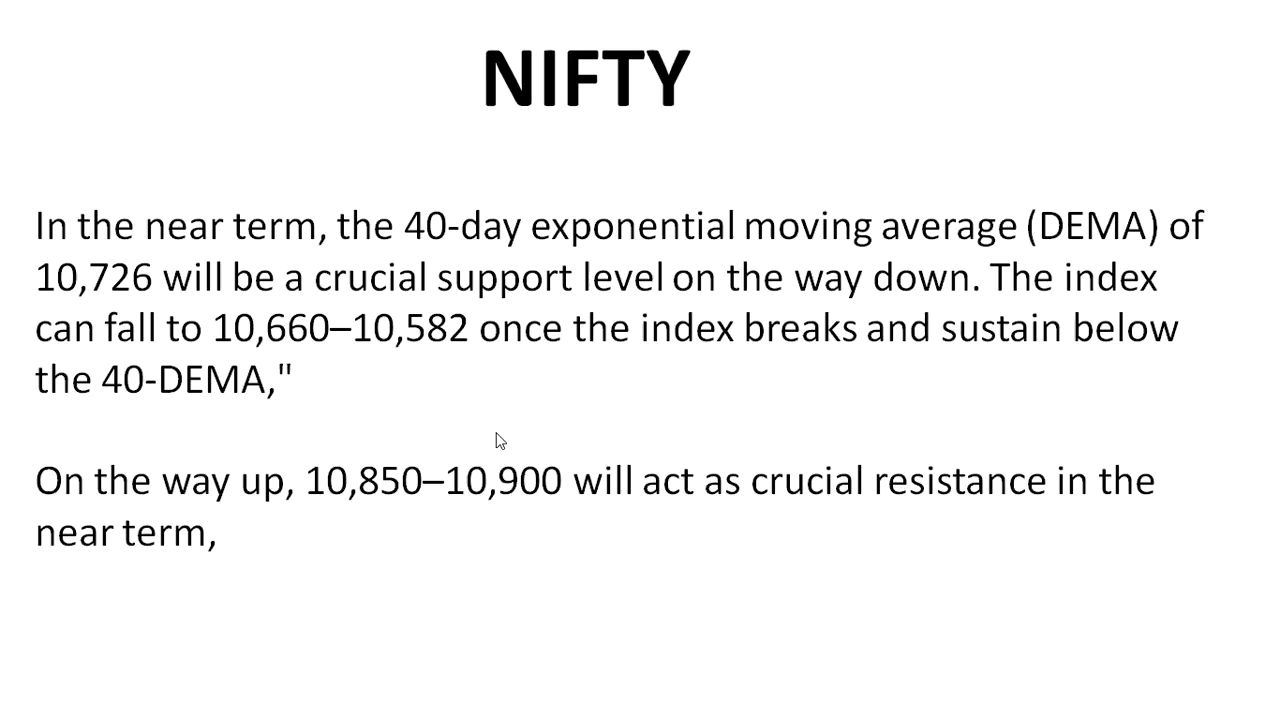 NIFTY
In the near term, the 40-day exponential moving average (DEMA) of
10,726 will be a crucial support level on the way down. The index
can fall to 10,660–10,582 once the index breaks and sustain below
the 40-DEMA,"
On the way up, 10,850–10,900 will act as crucial resistance in the
near term,